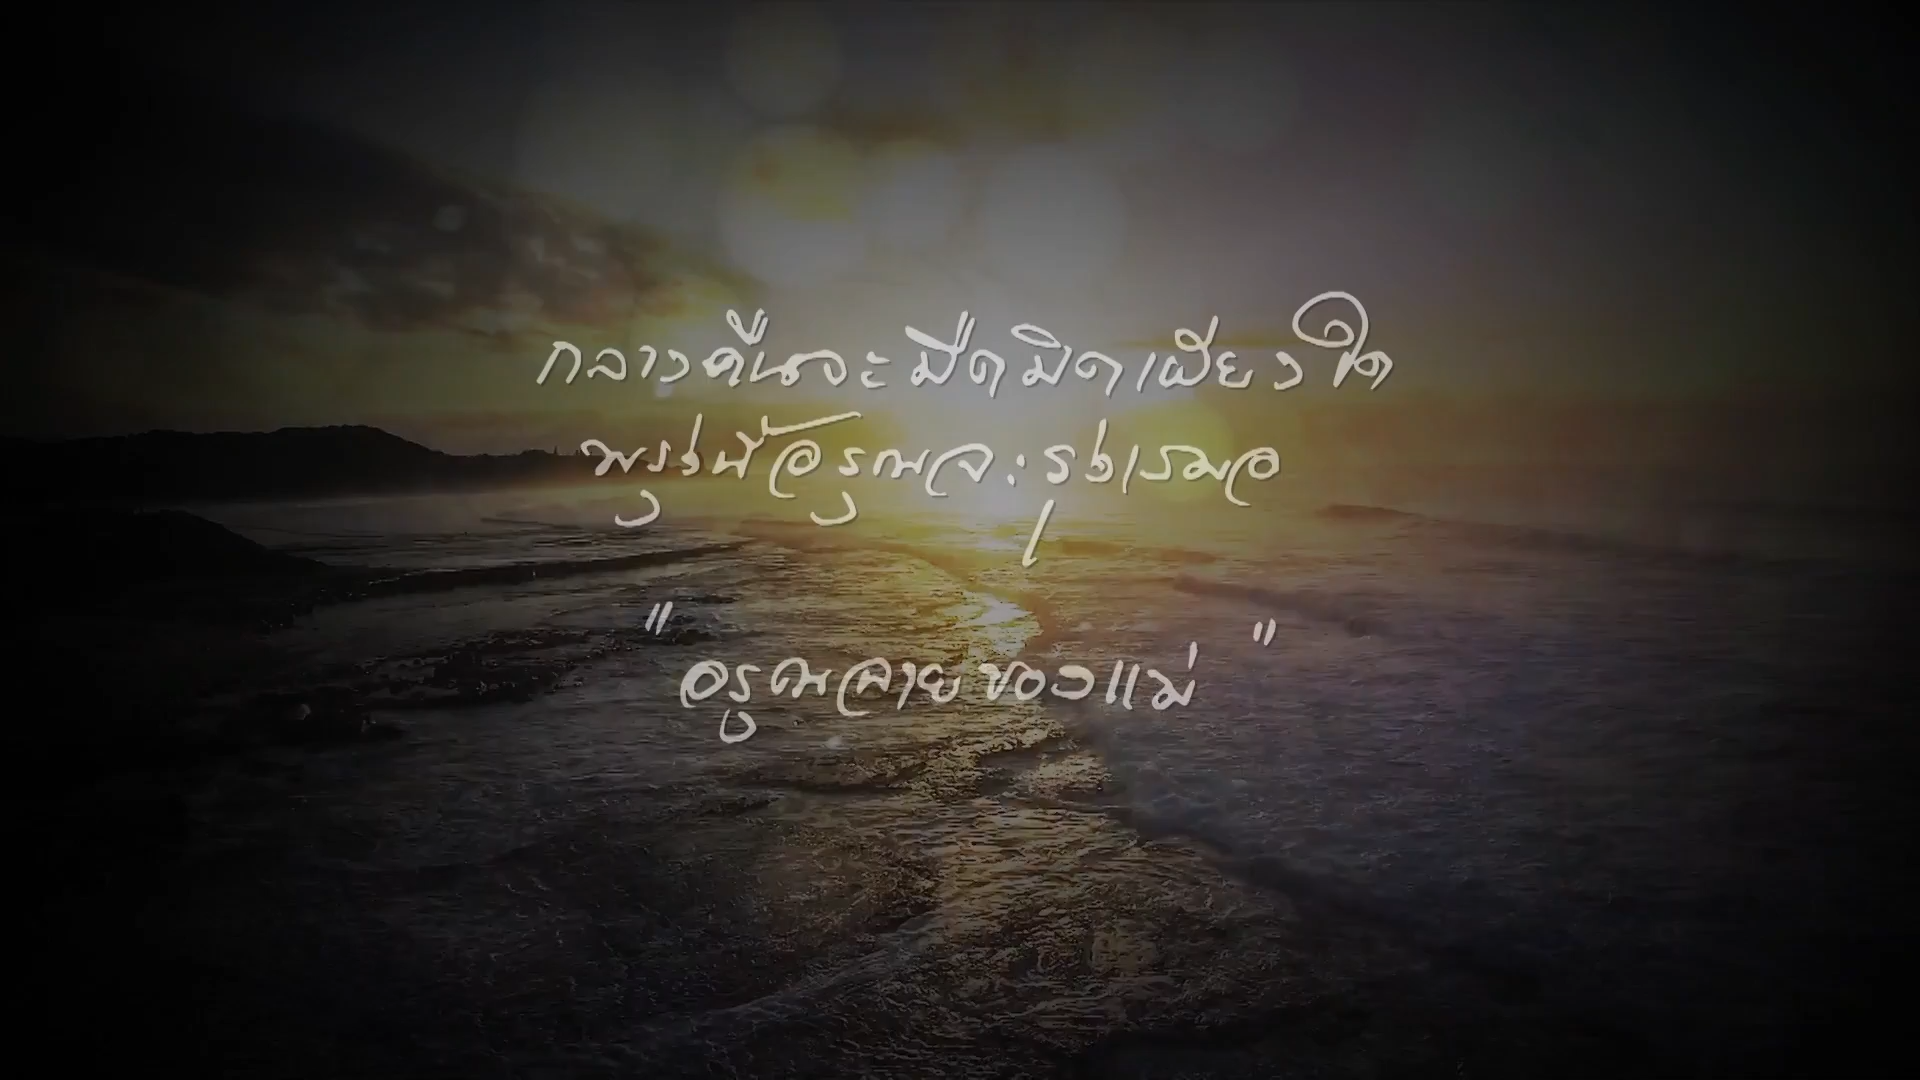 กลางคืนจะมืดมิดเพียงใด
พรุ่งนี้อรุณจะรุ่งเสมอ
"
"
อรุณฉายของแม่